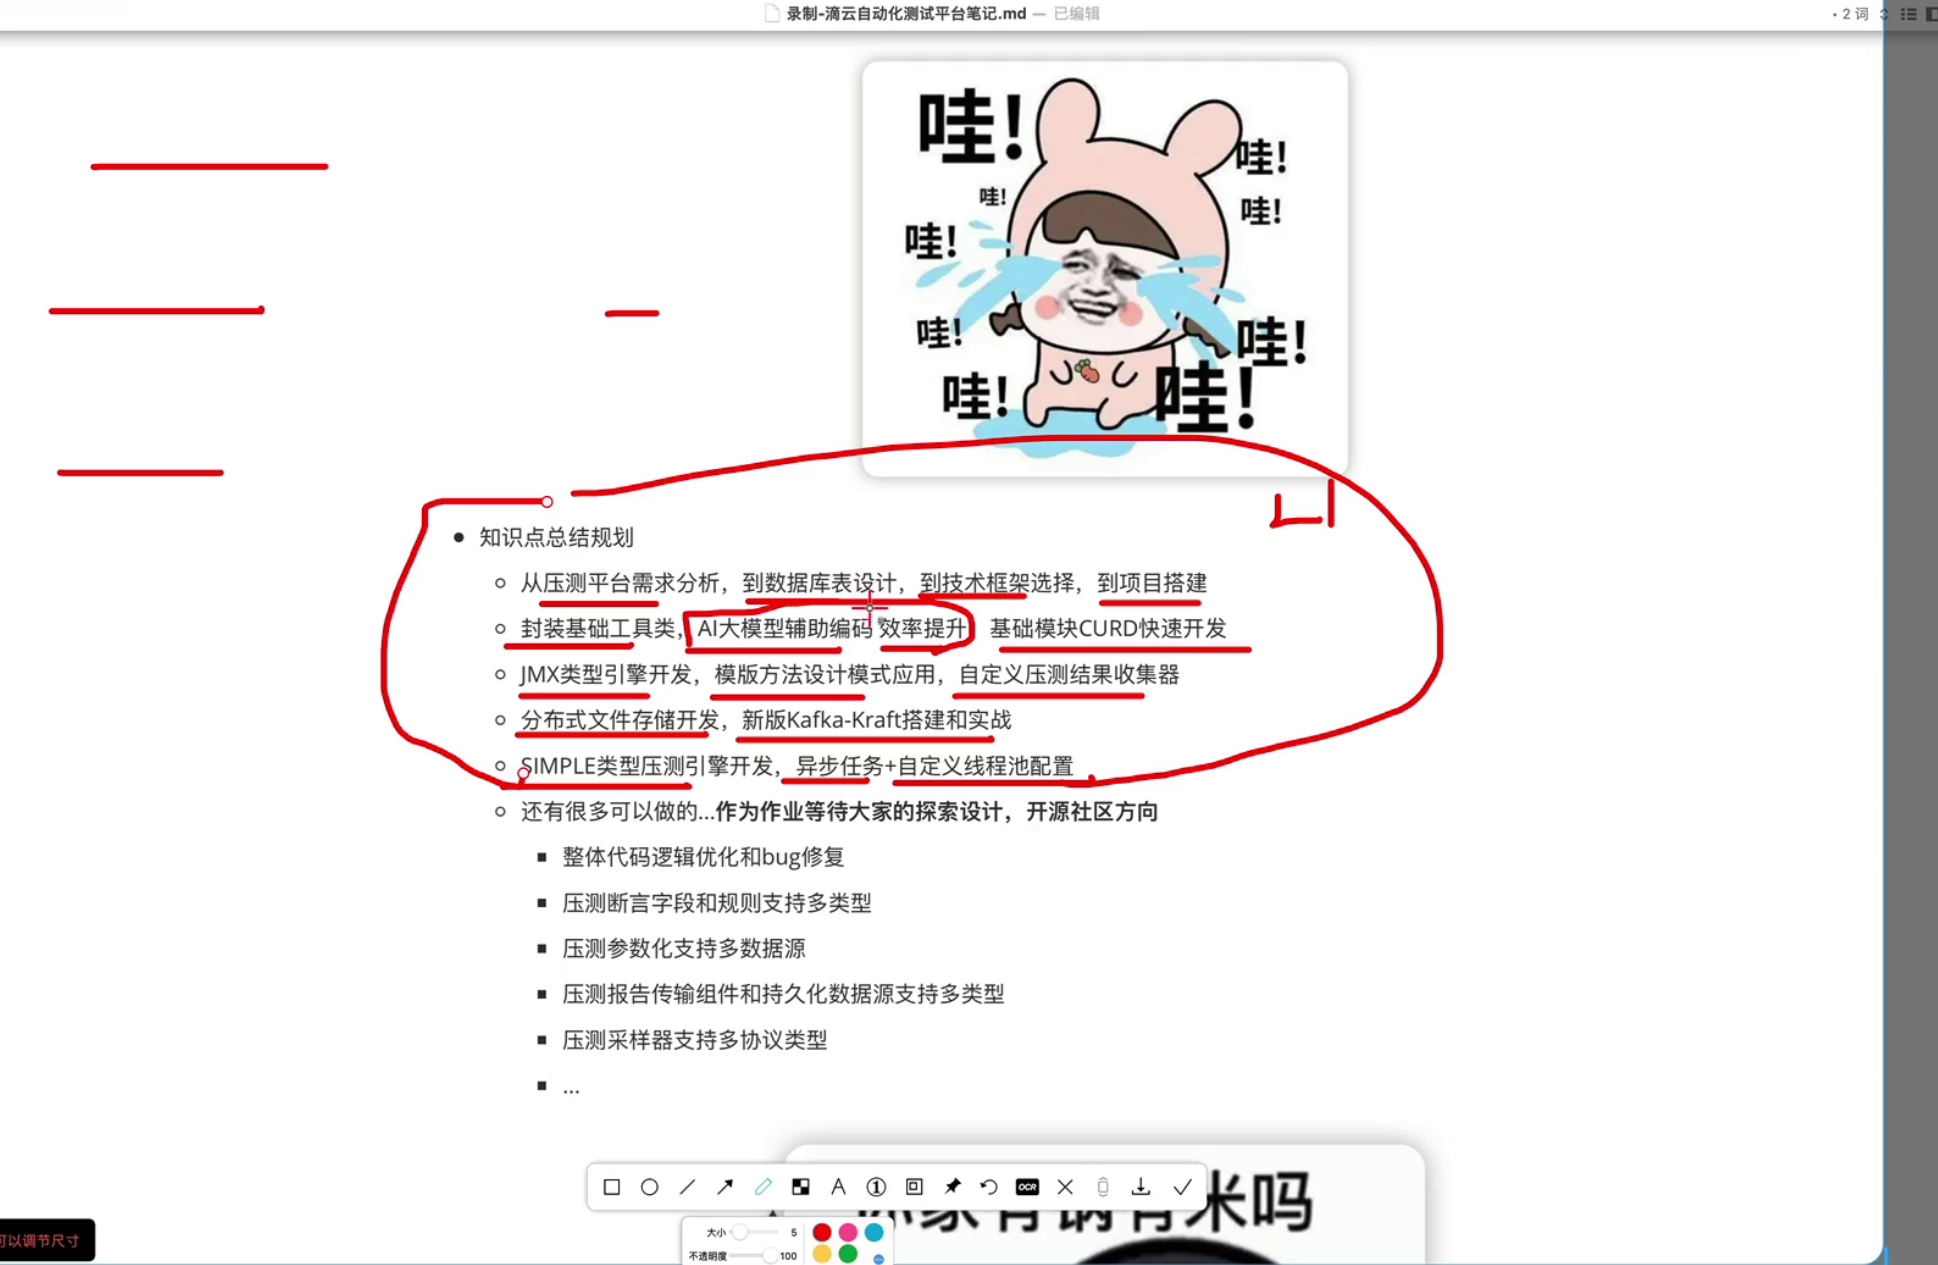 录制-滴云自动化测试平台笔记.md — 已编辑
• 2 词
哇!
哇!
哇!
哇!
哇!
哇!
哇!
哇!
哇!
知识点总结规划
从压测平台需求分析，到数据库表设计，到技术框架选择，到项目搭建
封装基础工具类，AI大模型辅助编码 效率提升 基础模块CURD快速开发
JMX类型引擎开发，模版方法设计模式应用，自定义压测结果收集器
分布式文件存储开发，新版Kafka-Kraft搭建和实战
SIMPLE类型压测引擎开发，异步任务+自定义线程池配置
还有很多可以做的...作为作业等待大家的探索设计，开源社区方向
整体代码逻辑优化和bug修复
压测断言字段和规则支持多类型
压测参数化支持多数据源
压测报告传输组件和持久化数据源支持多类型
压测采样器支持多协议类型
...
A
OCR
米吗
大小 5
不透明度 100
可以调节尺寸